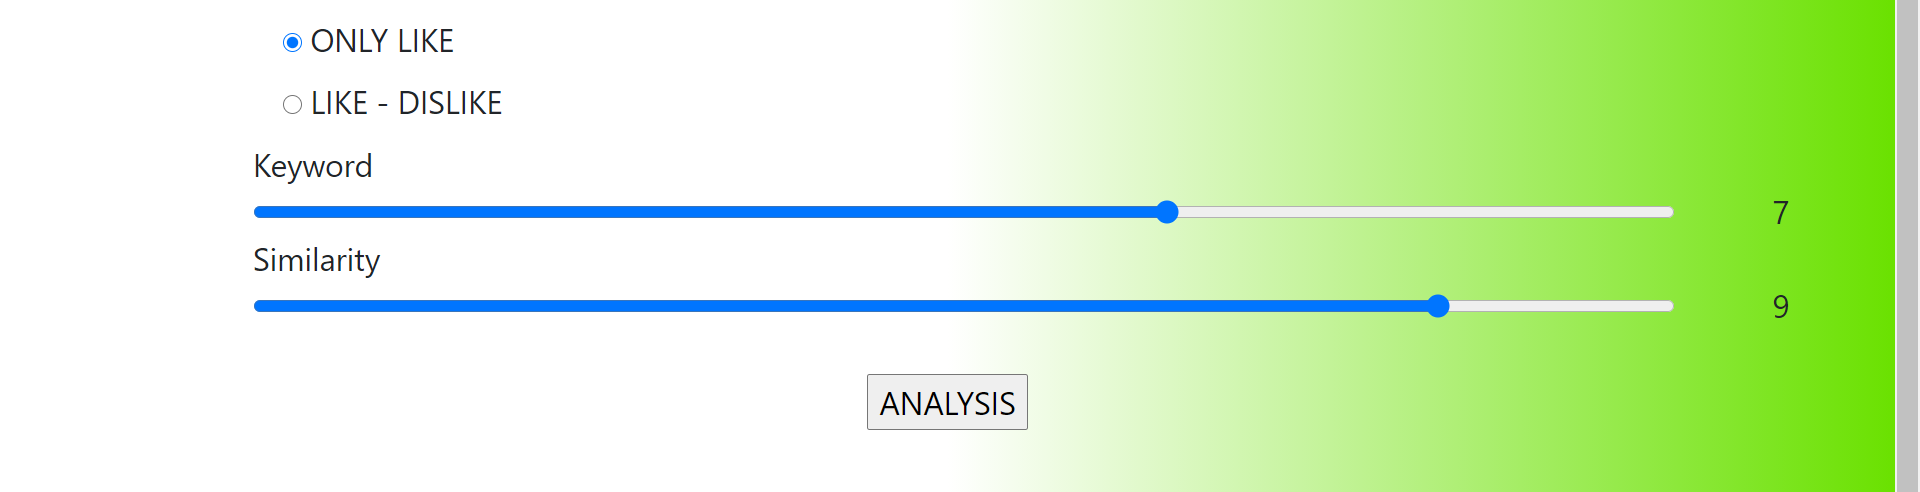 ONLY LIKE
LIKE - DISLIKE
Keyword
7
Similarity
9
ANALYSIS